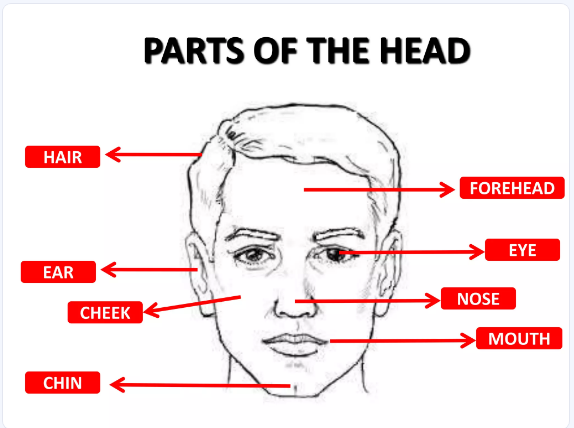 PARTS OF THE HEAD
HAIR
FOREHEAD
EYE
EAR
NOSE
CHEEK
MOUTH
CHIN